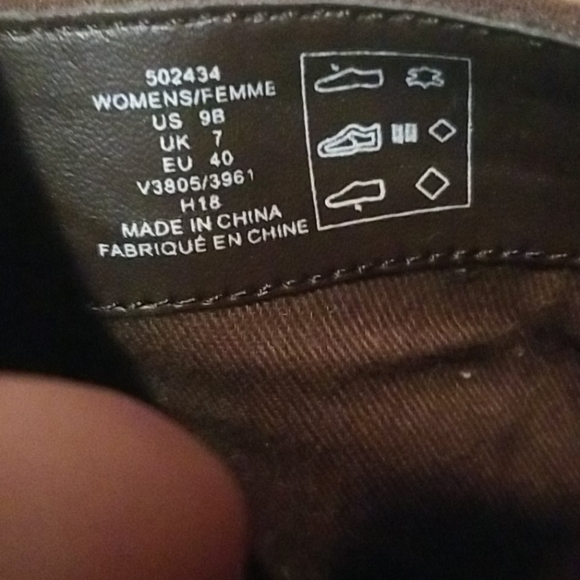 502434
WOMENS/FEMME
US 9B
UK 7
EU 40
V3805/3961
H18
MADE IN CHINA
FABRIQUÉ EN CHINE